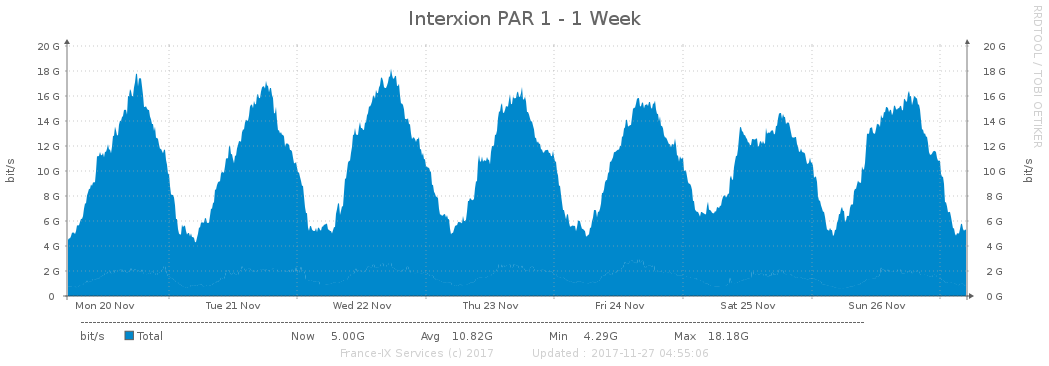 Interxion PAR 1 - 1 Week
RRDTOOL / TOBI OETIKER
20 G 20 G
18 G 18 G
16 G 16 G
14 G 14 G
12 G 12 G
10 G 10 G
8 G 8 G
6 G 6 G
4 G 4 G
2 G 2 G
0 0 G
bit/s
bit/s
Mon 20 Nov Tue 21 Nov Wed 22 Nov Thu 23 Nov Fri 24 Nov Sat 25 Nov Sun 26 Nov
bit/s Total Now 5.00G Avg 10.82G Min 4.29G Max 18.18G
France-IX Services (c) 2017 Updated : 2017-11-27 04:55:06